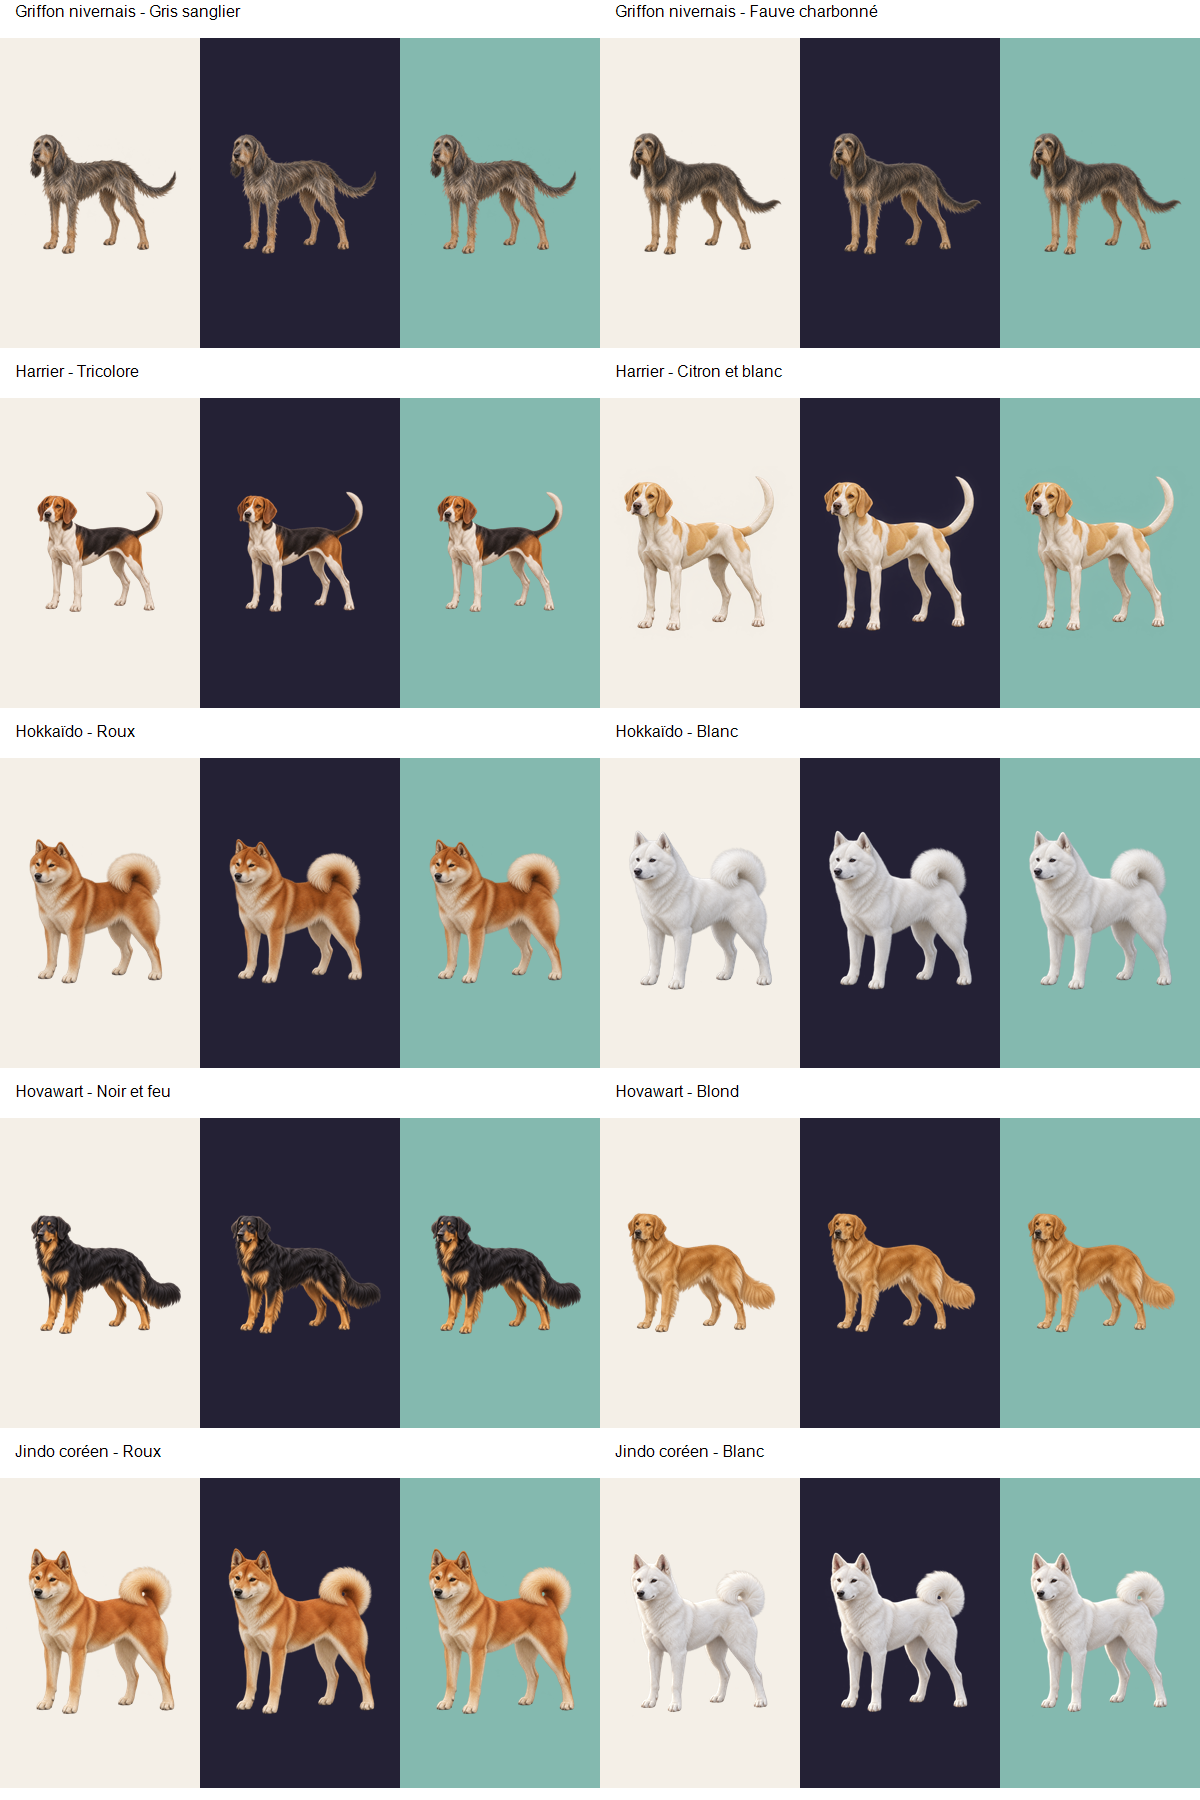 Griffon nivernais - Gris sanglier
Griffon nivernais - Fauve charbonné
Harrier - Tricolore
Harrier - Citron et blanc
Hokkaïdo - Roux
Hokkaïdo - Blanc
Hovawart - Noir et feu
Hovawart - Blond
Jindo coréen - Roux
Jindo coréen - Blanc